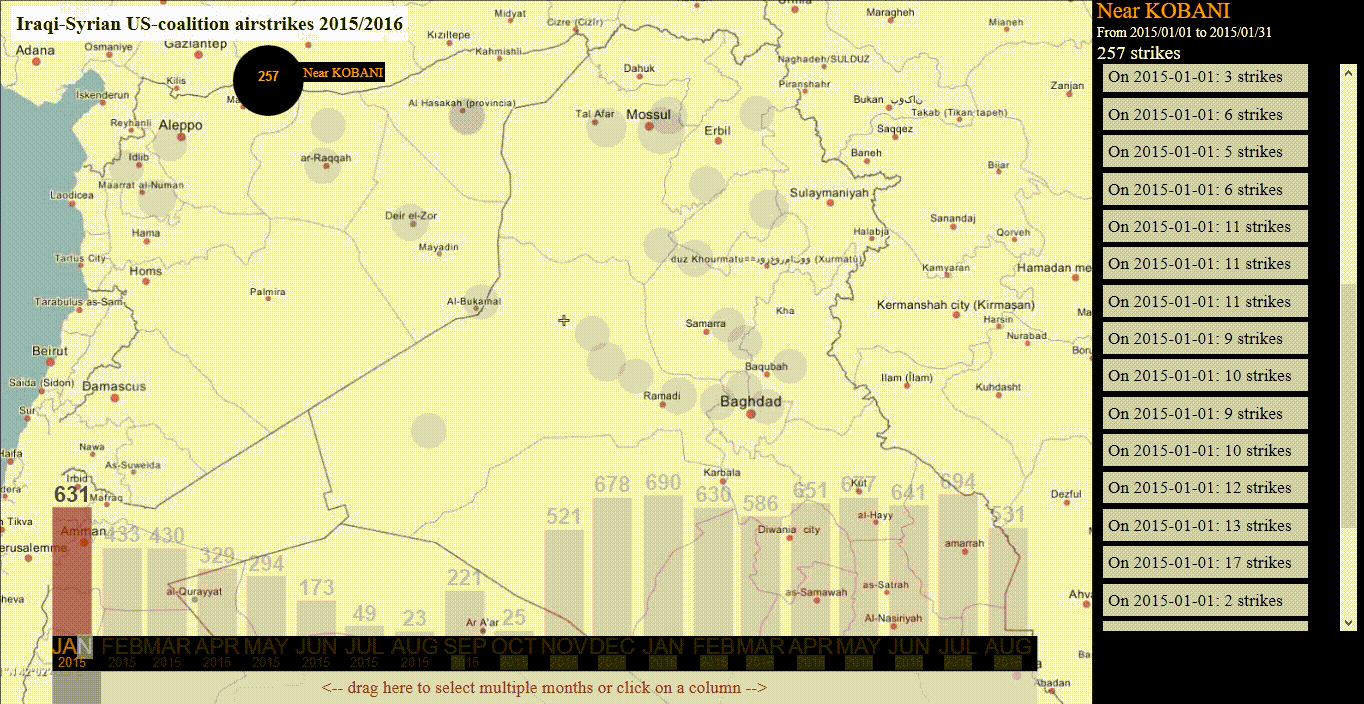 Iraqi-Syrian US-coalition airstrikes 2015/2016
Midyat
Cizre (Cizîr)
Maragheh
Mianeh
Adana
Osmaniye
Gaziantep
Kiziltepe
Kahmishli
257
Near KOBANI
Kilis
Dahuk
Naghadeh/SULDUZ
Piranshahr
Zanjan
Iskenderun
Al Hasakah (provincia)
Bukan
Takab (Tikan tapeh)
Reyhanli
Aleppo
Tal Afar
Mossul
Erbil
Saqqez
Idlib
ar-Raqqah
Baneh
Bijar
Maarrat al-Numan
Laodicea
Sulaymaniyah
Deir el-Zor
Sanandaj
Hama
Mayadin
Halabja
Qorveh
Tartus City
duz Khourmatu==
(Xurmatû)
Kamyaran
Hamadan me
Homs
Palmira
Al-Bukamal
Tarabulus as-Sam
Kermanshah city (Kirmaşan)
Samarra
Kha
Harsin
Nurabad
Beirut
Baqubah
Saida (Sidon)
Damascus
Ilam (Îlam)
Kuhdasht
Sur
Ramadi
Baghdad
Haifa
Nawa
As-Suweida
Irbid
Mafraq
Karbala
Kut
Dezful
n Tikva
Amman
erusalemme
al-Hayy
Diwania city
amarrah
heva
al-Qurayyat
as-Satrah
as-Samawah
Ahva
Ar A'ar
Al-Nasiriyah
Abadan
631 433 430 329 294 173 49 23 221 25 521 678 690 630 586 651 677 641 694 531
JAN FEB MAR APR MAY JUN JUL AUG SEP OCT NOV DEC JAN FEB MAR APR MAY JUN JUL AUG
2015 2015 2015 2015 2015 2015 2015 2015 2015 2015 2015 2015 2016 2016 2016 2016 2016 2016 2016 2016
<-- drag here to select multiple months or click on a column -->
Near KOBANI
From 2015/01/01 to 2015/01/31
257 strikes
On 2015-01-01: 3 strikes
On 2015-01-01: 6 strikes
On 2015-01-01: 5 strikes
On 2015-01-01: 6 strikes
On 2015-01-01: 11 strikes
On 2015-01-01: 11 strikes
On 2015-01-01: 11 strikes
On 2015-01-01: 9 strikes
On 2015-01-01: 10 strikes
On 2015-01-01: 9 strikes
On 2015-01-01: 10 strikes
On 2015-01-01: 12 strikes
On 2015-01-01: 13 strikes
On 2015-01-01: 17 strikes
On 2015-01-01: 2 strikes